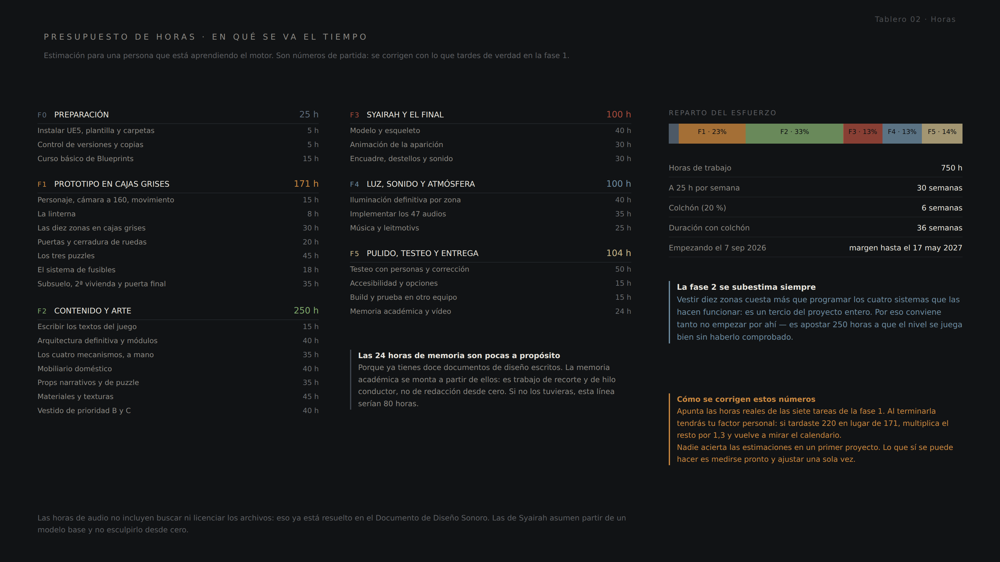 Tablero 02 · Horas
PRESUPUESTO DE HORAS · EN QUÉ SE VA EL TIEMPO
Estimación para una persona que está aprendiendo el motor. Son números de partida: se corrigen con lo que tardes de verdad en la fase 1.
F0 PREPARACIÓN 25 h
Instalar UE5, plantilla y carpetas 5 h
Control de versiones y copias 5 h
Curso básico de Blueprints 15 h
F1 PROTOTIPO EN CAJAS GRISES 171 h
Personaje, cámara a 160, movimiento 15 h
La linterna 8 h
Las diez zonas en cajas grises 30 h
Puertas y cerradura de ruedas 20 h
Los tres puzzles 45 h
El sistema de fusibles 18 h
Subsuelo, 2ª vivienda y puerta final 35 h
F2 CONTENIDO Y ARTE 250 h
Escribir los textos del juego 15 h
Arquitectura definitiva y módulos 40 h
Los cuatro mecanismos, a mano 35 h
Mobiliario doméstico 40 h
Props narrativos y de puzzle 35 h
Materiales y texturas 45 h
Vestido de prioridad B y C 40 h
F3 SYAIRAH Y EL FINAL 100 h
Modelo y esqueleto 40 h
Animación de la aparición 30 h
Encuadre, destellos y sonido 30 h
F4 LUZ, SONIDO Y ATMÓSFERA 100 h
Iluminación definitiva por zona 40 h
Implementar los 47 audios 35 h
Música y leitmotivs 25 h
F5 PULIDO, TESTEO Y ENTREGA 104 h
Testeo con personas y corrección 50 h
Accesibilidad y opciones 15 h
Build y prueba en otro equipo 15 h
Memoria académica y vídeo 24 h
Las 24 horas de memoria son pocas a propósito
Porque ya tienes doce documentos de diseño escritos. La memoria
académica se monta a partir de ellos: es trabajo de recorte y de hilo
conductor, no de redacción desde cero. Si no los tuvieras, esta línea
serían 80 horas.
REPARTO DEL ESFUERZO
F1 · 23% F2 · 33% F3 · 13% F4 · 13% F5 · 14%
Horas de trabajo 750 h
A 25 h por semana 30 semanas
Colchón (20 %) 6 semanas
Duración con colchón 36 semanas
Empezando el 7 sep 2026 margen hasta el 17 may 2027
La fase 2 se subestima siempre
Vestir diez zonas cuesta más que programar los cuatro sistemas que las
hacen funcionar: es un tercio del proyecto entero. Por eso conviene
tanto no empezar por ahí — es apostar 250 horas a que el nivel se juega
bien sin haberlo comprobado.
Cómo se corrigen estos números
Apunta las horas reales de las siete tareas de la fase 1. Al terminarla
tendrás tu factor personal: si tardaste 220 en lugar de 171, multiplica el
resto por 1,3 y vuelve a mirar el calendario.
Nadie acierta las estimaciones en un primer proyecto. Lo que sí se puede
hacer es medirse pronto y ajustar una sola vez.
Las horas de audio no incluyen buscar ni licenciar los archivos: eso ya está resuelto en el Documento de Diseño Sonoro. Las de Syairah asumen partir de un
modelo base y no esculpirlo desde cero.